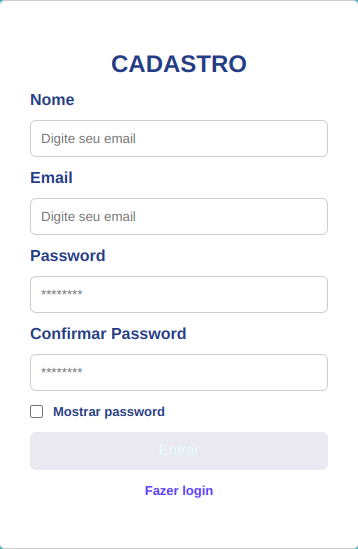 CADASTRO
Nome
Digite seu email
Email
Digite seu email
Password
********
Confirmar Password
********
Mostrar password
Entrar
Fazer login